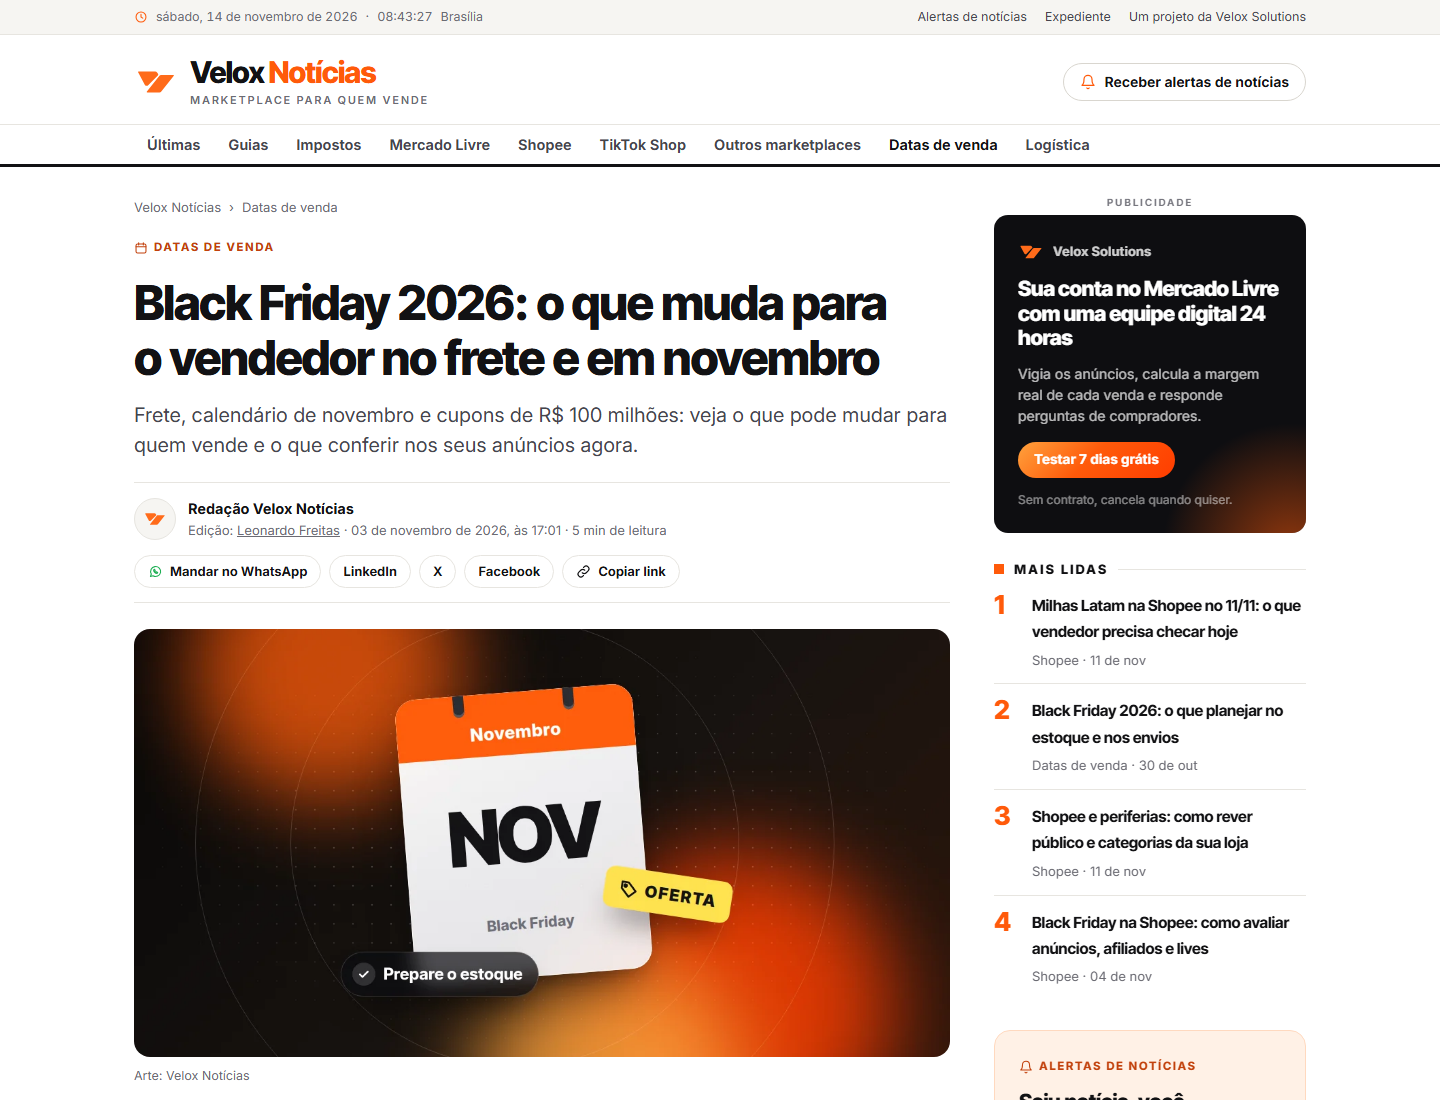 sábado, 14 de novembro de 2026 · 08:43:27 Brasília
Alertas de notícias Expediente Um projeto da Velox Solutions
Velox Notícias
MARKETPLACE PARA QUEM VENDE
Receber alertas de notícias
Últimas Guias Impostos Mercado Livre Shopee TikTok Shop Outros marketplaces Datas de venda Logística
Velox Notícias › Datas de venda
DATAS DE VENDA
Black Friday 2026: o que muda para
o vendedor no frete e em novembro
Frete, calendário de novembro e cupons de R$ 100 milhões: veja o que pode mudar para
quem vende e o que conferir nos seus anúncios agora.
Redação Velox Notícias
Edição: Leonardo Freitas · 03 de novembro de 2026, às 17:01 · 5 min de leitura
Mandar no WhatsApp
LinkedIn
X
Facebook
Copiar link
Novembro
NOV
OFERTA
Black Friday
Prepare o estoque
Arte: Velox Notícias
PUBLICIDADE
Velox Solutions
Sua conta no Mercado Livre
com uma equipe digital 24
horas
Vigia os anúncios, calcula a margem
real de cada venda e responde
perguntas de compradores.
Testar 7 dias grátis
Sem contrato, cancela quando quiser.
MAIS LIDAS
1 Milhas Latam na Shopee no 11/11: o que
vendedor precisa checar hoje
Shopee · 11 de nov
2 Black Friday 2026: o que planejar no
estoque e nos envios
Datas de venda · 30 de out
3 Shopee e periferias: como rever
público e categorias da sua loja
Shopee · 11 de nov
4 Black Friday na Shopee: como avaliar
anúncios, afiliados e lives
Shopee · 04 de nov
ALERTAS DE NOTÍCIAS
Saiu notícia, você